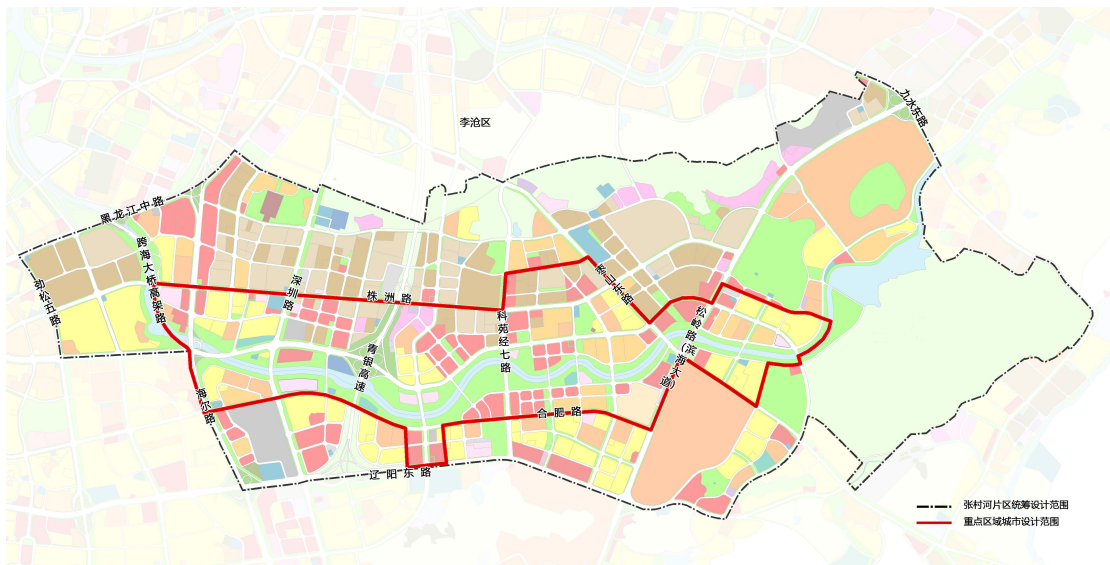 李沧区
九水东路
黑龙江中路
跨海大桥高架路
劲松五路
深圳路
株洲路
枣山东路
松岭路(滨海大道)
科苑经七路
青银高速
海尔路
合肥路
辽阳东路
张村河片区统筹设计范围
重点区域城市设计范围